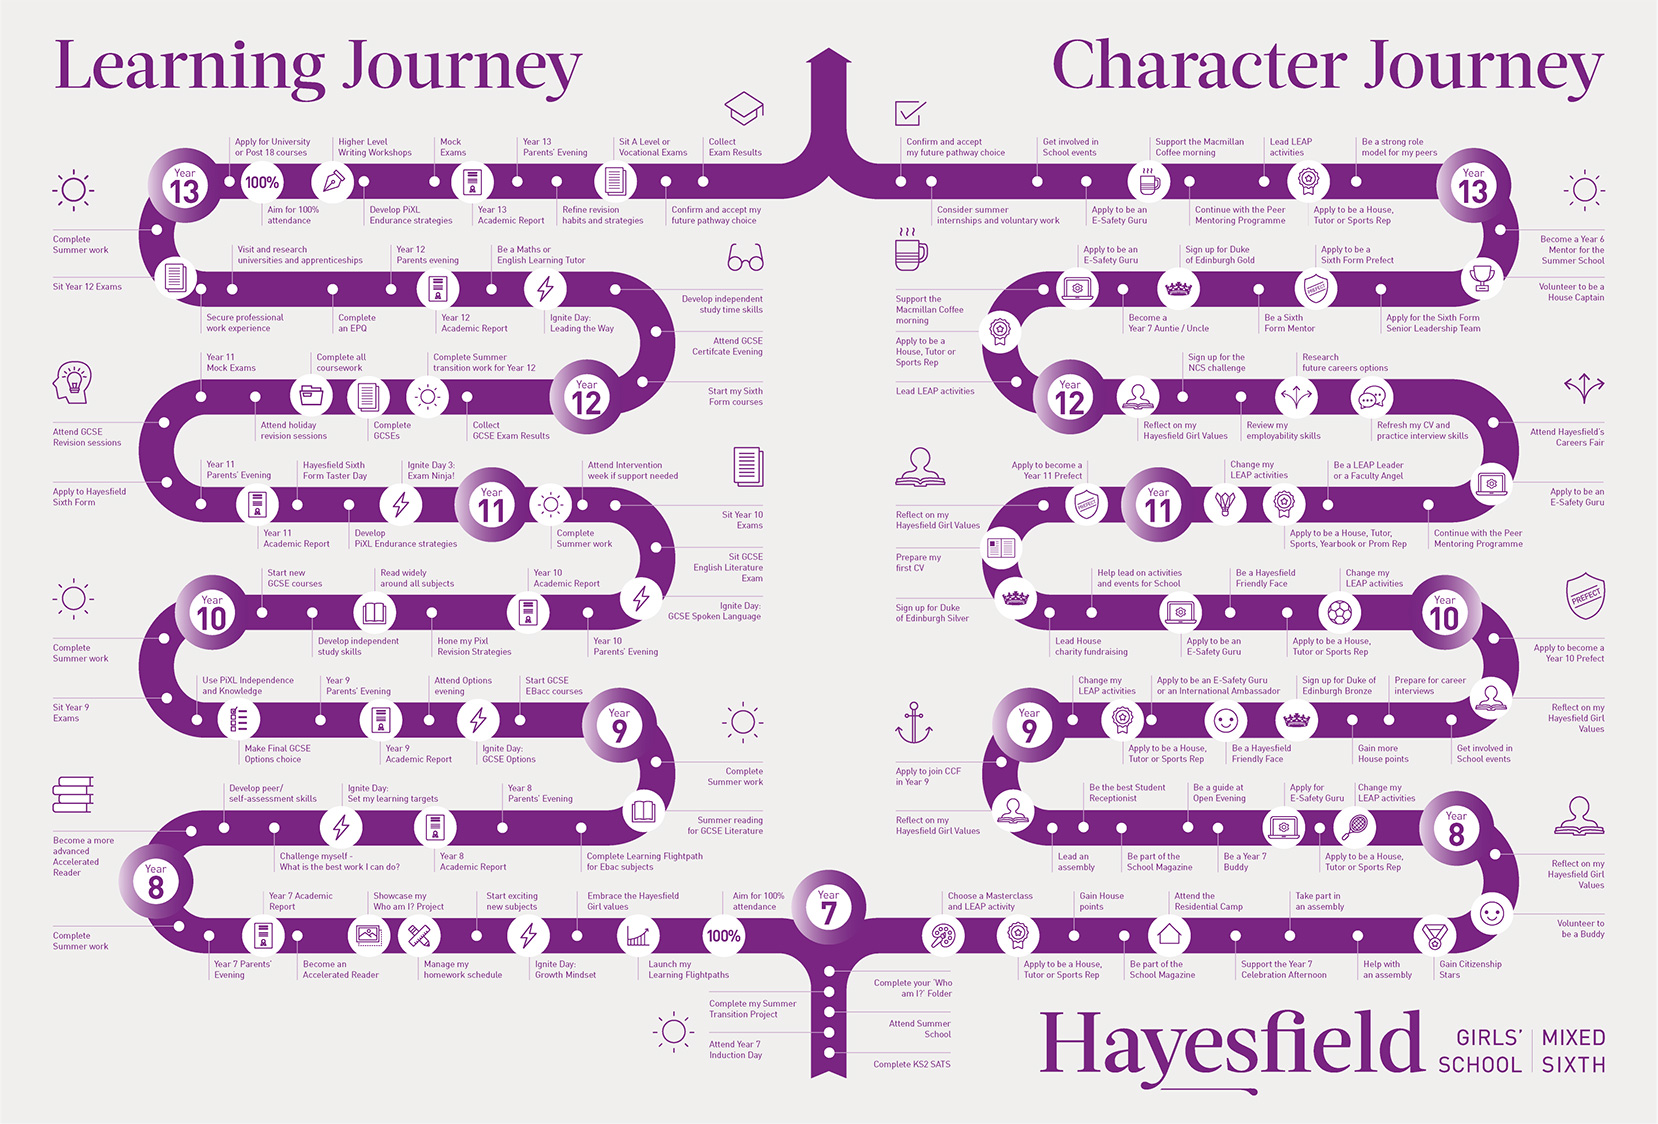 Learning Journey
Character Journey
Apply for University
or Post 18 courses
Higher Level
Writing Workshops
Mock
Exams
Year 13
Parents' Evening
Sit A Level or
Vocational Exams
Collect
Exam Results
Year
13
100%
Aim for 100%
attendance
Develop PiXL
Endurance strategies
Year 13
Academic Report
Refine revision
habits and strategies
Confirm and accept my
future pathway choice
Complete
Summer work
Sit Year 12 Exams
Visit and research
universities and apprenticeships
Year 12
Parents evening
Be a Maths or
English Learning Tutor
Secure professional
work experience
Complete
an EPQ
Year 12
Academic Report
Ignite Day:
Leading the Way
Develop independent
study time skills
Attend GCSE
Certifcate Evening
Start my Sixth
Form courses
Year 11
Mock Exams
Complete all
coursework
Complete Summer
transition work for Year 12
Year
12
Attend holiday
revision sessions
Complete
GCSEs
Collect
GCSE Exam Results
Attend GCSE
Revision sessions
Apply to Hayesfield
Sixth Form
Year 11
Parents' Evening
Hayesfield Sixth
Form Taster Day
Ignite Day 3:
Exam Ninja!
Year
11
Attend Intervention
week if support needed
Year 11
Academic Report
Develop
PiXL Endurance strategies
Complete
Summer work
Sit Year 10
Exams
Sit GCSE
English Literature
Exam
Ignite Day:
GCSE Spoken Language
Start new
GCSE courses
Read widely
around all subjects
Year 10
Academic Report
Year
10
Develop independent
study skills
Hone my Pixl
Revision Strategies
Year 10
Parents' Evening
Complete
Summer work
Sit Year 9
Exams
Use PiXL Independence
and Knowledge
Year 9
Parents' Evening
Attend Options
evening
Start GCSE
EBacc courses
Year
9
Make Final GCSE
Options choice
Year 9
Academic Report
Ignite Day:
GCSE Options
Complete
Summer work
Summer reading
for GCSE Literature
Develop peer/
self-assessment skills
Ignite Day:
Set my learning targets
Year 8
Parents' Evening
Challenge myself -
What is the best work I can do?
Year 8
Academic Report
Complete Learning Flightpath
for Ebac subjects
Become a more
advanced
Accelerated
Reader
Year
8
Complete
Summer work
Year 7 Academic
Report
Showcase my
Who am I? Project
Start exciting
new subjects
Embrace the Hayesfield
Girl values
Aim for 100%
attendance
100%
Year 7 Parents'
Evening
Become an
Accelerated Reader
Manage my
homework schedule
Ignite Day:
Growth Mindset
Launch my
Learning Flightpaths
Year
7
Complete your 'Who
am I?' Folder
Complete my Summer
Transition Project
Attend Summer
School
Attend Year 7
Induction Day
Complete KS2 SATS
Confirm and accept
my future pathway choice
Get involved in
School events
Support the Macmillan
Coffee morning
Lead LEAP
activities
Be a strong role
model for my peers
Year
13
Consider summer
internships and voluntary work
Apply to be an
E-Safety Guru
Continue with the Peer
Mentoring Programme
Apply to be a House,
Tutor or Sports Rep
Become a Year 6
Mentor for the
Summer School
Volunteer to be a
House Captain
Apply to be an
E-Safety Guru
Sign up for Duke
of Edinburgh Gold
Apply to be a
Sixth Form Prefect
PREFECT
Become a
Year 7 Auntie / Uncle
Be a Sixth
Form Mentor
Apply for the Sixth Form
Senior Leadership Team
Support the
Macmillan Coffee
morning
Apply to be a
House, Tutor or
Sports Rep
Lead LEAP activities
Sign up for the
NCS challenge
Research
future careers options
Year
12
Reflect on my
Hayesfield Girl Values
Review my
employability skills
Refresh my CV and
practice interview skills
Attend Hayesfield's
Careers Fair
Apply to be an
E-Safety Guru
Apply to become a
Year 11 Prefect
PREFECT
Year
11
Change my
LEAP activities
Be a LEAP Leader
or a Faculty Angel
Apply to be a House, Tutor,
Sports, Yearbook or Prom Rep
Continue with the Peer
Mentoring Programme
Reflect on my
Hayesfield Girl Values
Prepare my
first CV
Sign up for Duke
of Edinburgh Silver
Help lead on activities
and events for School
Be a Hayesfield
Friendly Face
Change my
LEAP activities
Year
10
PREFECT
Lead House
charity fundraising
Apply to be an
E-Safety Guru
Apply to be a House,
Tutor or Sports Rep
Apply to become a
Year 10 Prefect
Reflect on my
Hayesfield Girl
Values
Change my
LEAP activities
Apply to be an E-Safety Guru
or an International Ambassador
Sign up for Duke of
Edinburgh Bronze
Prepare for career
interviews
Year
9
Apply to be a House,
Tutor or Sports Rep
Be a Hayesfield
Friendly Face
Gain more
House points
Get involved in
School events
Apply to join CCF
in Year 9
Reflect on my
Hayesfield Girl Values
Be the best Student
Receptionist
Be a guide at
Open Evening
Apply for
E-Safety Guru
Change my
LEAP activities
Year
8
Lead an
assembly
Be part of the
School Magazine
Be a Year 7
Buddy
Apply to be a House,
Tutor or Sports Rep
Reflect on my
Hayesfield Girl
Values
Volunteer to
be a Buddy
Choose a Masterclass
and LEAP activity
Gain House
points
Attend the
Residential Camp
Take part in
an assembly
Apply to be a House,
Tutor or Sports Rep
Be part of the
School Magazine
Support the Year 7
Celebration Afternoon
Help with
an assembly
Gain Citizenship
Stars
Hayesfield
GIRLS'
SCHOOL
MIXED
SIXTH